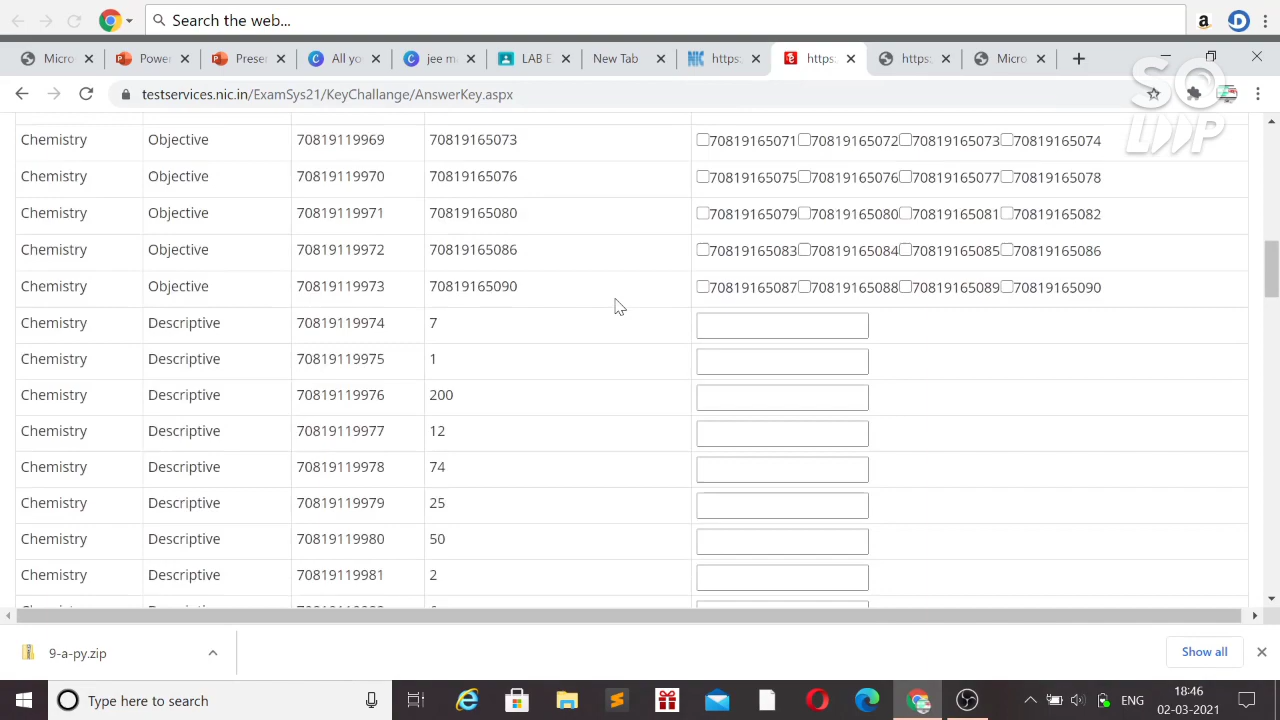 Search the web...
Micro PowerP Preser All yo jee m LAB E New Tab https: https: https: Micro
testservices.nic.in/ExamSys21/KeyChallange/AnswerKey.aspx
SO
LP
Chemistry Objective 70819119969 70819165073 70819165071 70819165072 70819165073 70819165074
Chemistry Objective 70819119970 70819165076 70819165075 70819165076 70819165077 70819165078
Chemistry Objective 70819119971 70819165080 70819165079 70819165080 70819165081 70819165082
Chemistry Objective 70819119972 70819165086 70819165083 70819165084 70819165085 70819165086
Chemistry Objective 70819119973 70819165090 70819165087 70819165088 70819165089 70819165090
Chemistry Descriptive 70819119974 7
Chemistry Descriptive 70819119975 1
Chemistry Descriptive 70819119976 200
Chemistry Descriptive 70819119977 12
Chemistry Descriptive 70819119978 74
Chemistry Descriptive 70819119979 25
Chemistry Descriptive 70819119980 50
Chemistry Descriptive 70819119981 2
9-a-py.zip
Show all
Type here to search
ENG
18:46
02-03-2021